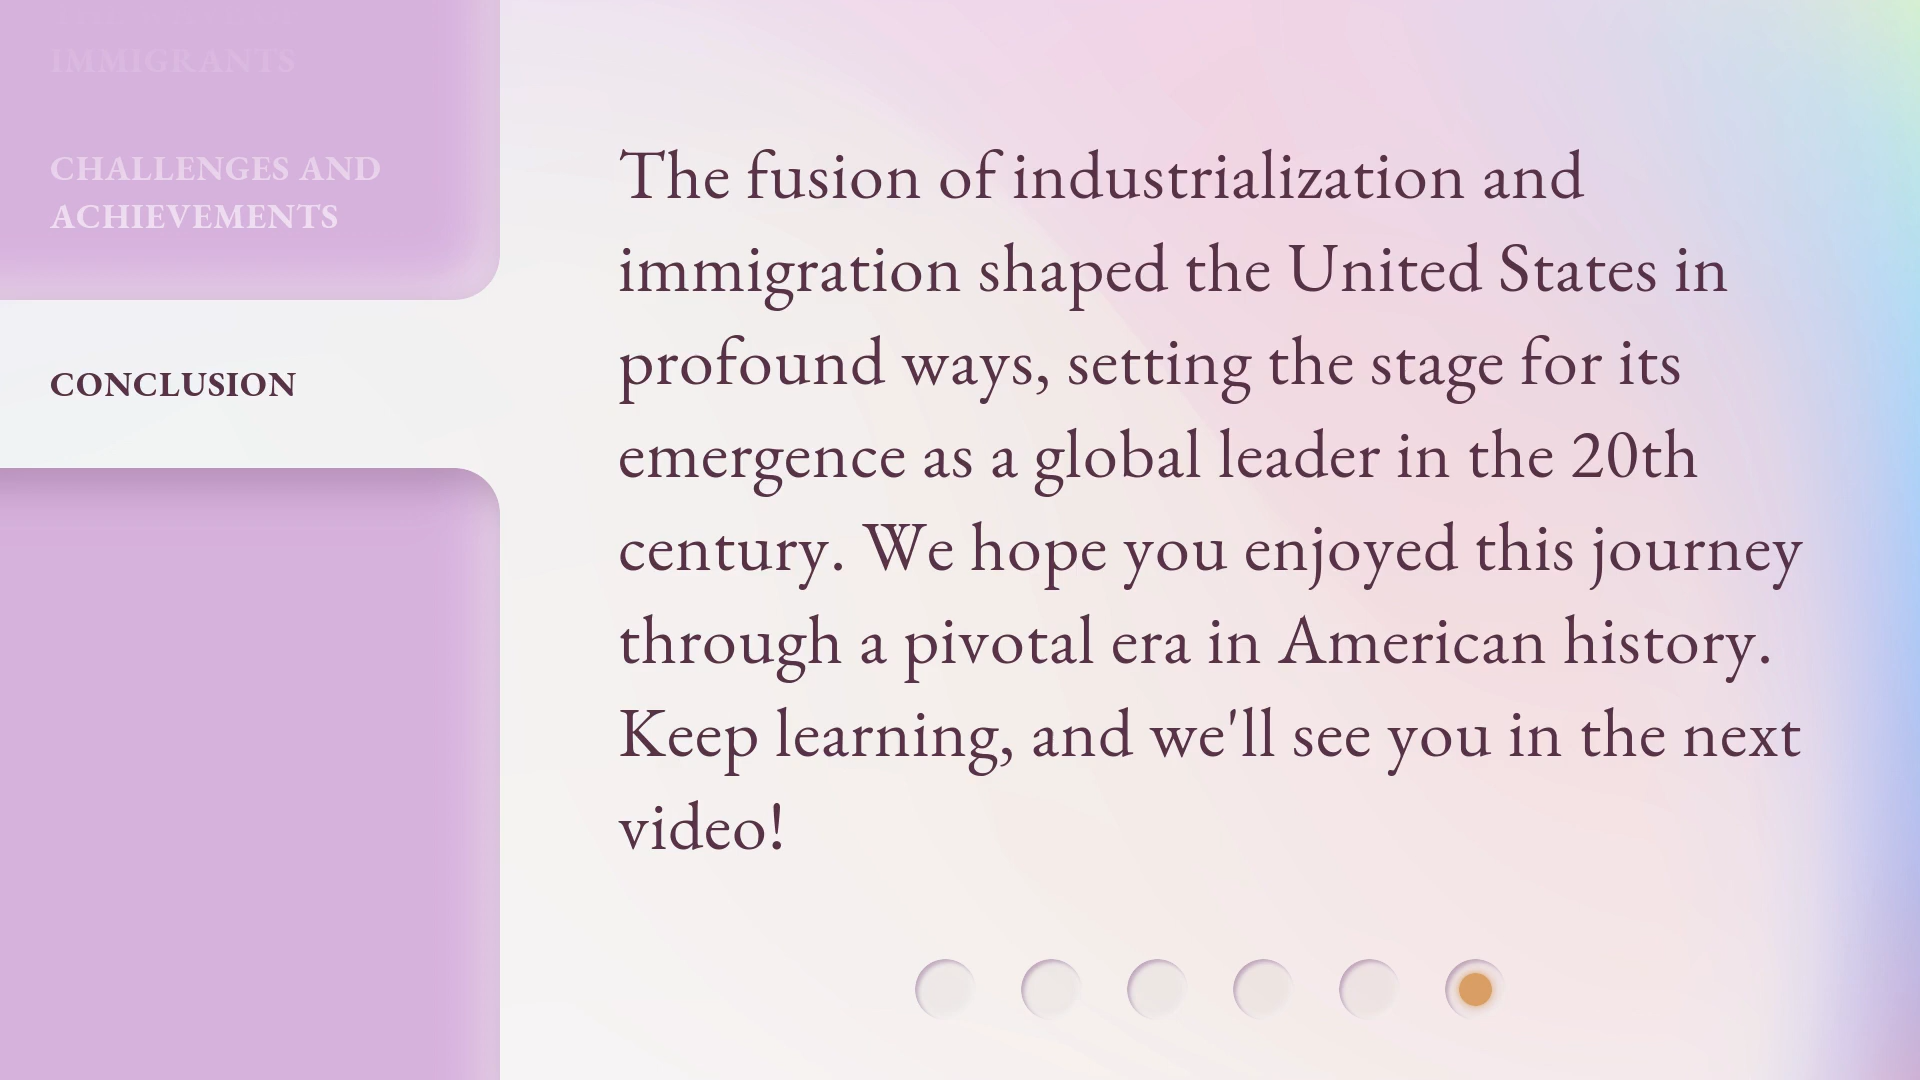 IMMIGRANTS
CHALLENGES AND
ACHIEVEMENTS
CONCLUSION
The fusion of industrialization and
immigration shaped the United States in
profound ways, setting the stage for its
emergence as a global leader in the 20th
century. We hope you enjoyed this journey
through a pivotal era in American history.
Keep learning, and we'll see you in the next
video!